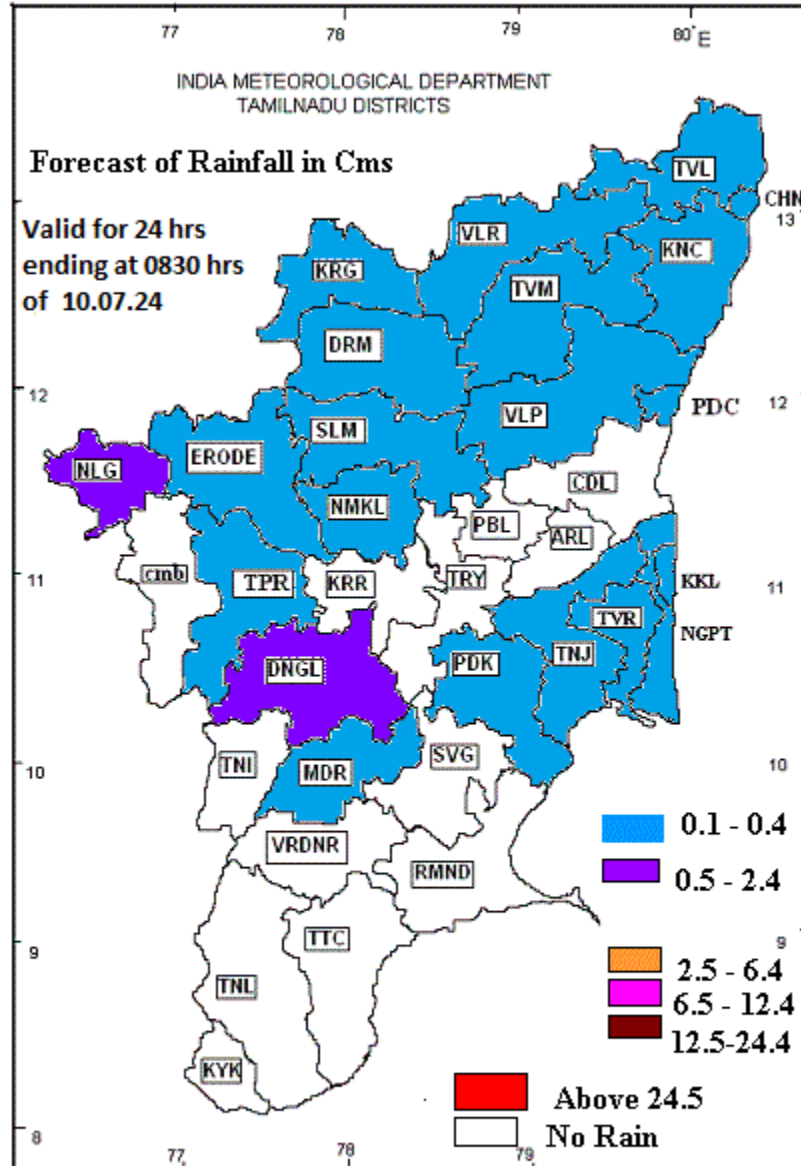 77 78 79 80°E
INDIA METEOROLOGICAL DEPARTMENT
TAMILNADU DISTRICTS
Forecast of Rainfall in Cms
Valid for 24 hrs
ending at 0830 hrs
of 10.07.24
TVL
CHN
13
VLR
KNC
KRG
TVM
DRM
12
12
PDC
VLP
SLM
ERODE
NLG
CDL
NMKL
PBL
ARL
cmb
TPR
KRR
TRY
11
11
KKL
TVR
NGPT
DNGL
PDK
TNJ
TNI
MDR
SVG
10
10
0.1 - 0.4
VRDNR
RMND
0.5 - 2.4
TTC
9
9
2.5 - 6.4
TNL
6.5 - 12.4
12.5-24.4
KYK
Above 24.5
No Rain
8
77 78 79